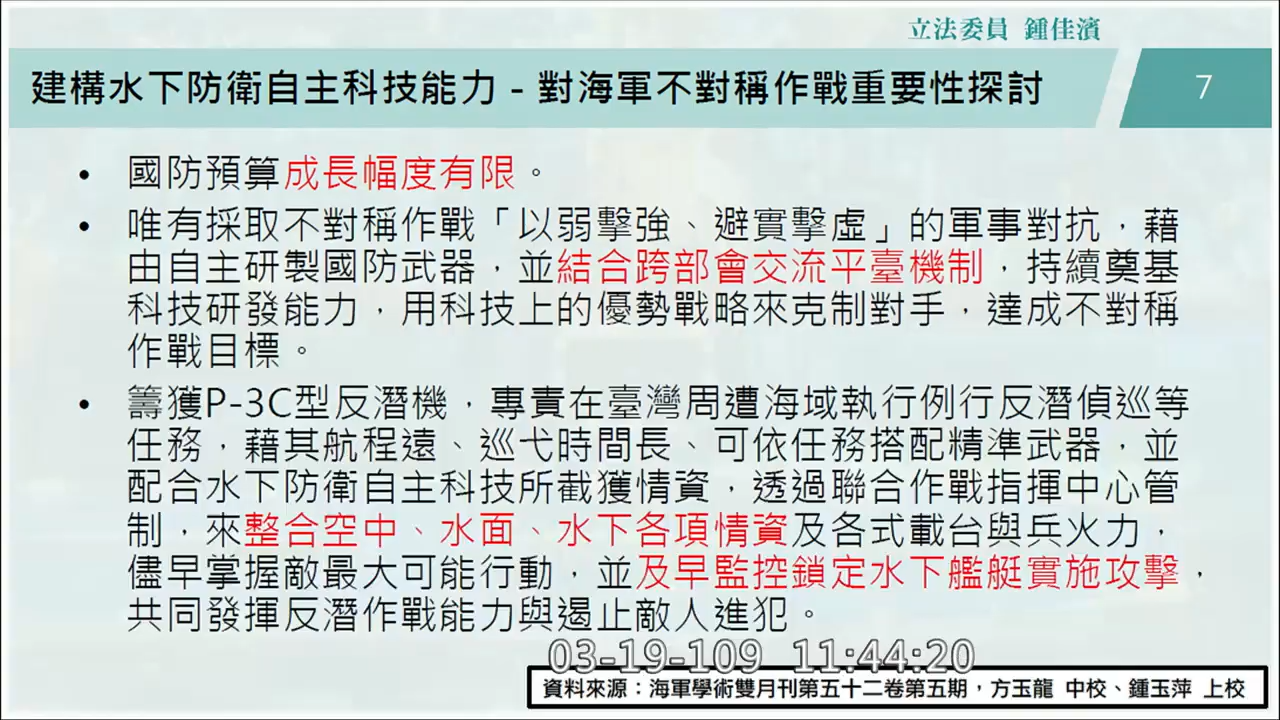 立法委員 鍾佳濱
建構水下防衛自主科技能力－對海軍不對稱作戰重要性探討
7
• 國防預算成長幅度有限。
• 唯有採取不對稱作戰「以弱擊強、避實擊虛」的軍事對抗，藉
由自主研製國防武器，並結合跨部會交流平臺機制，持續奠基
科技研發能力，用科技上的優勢戰略來克制對手，達成不對稱
作戰目標。
• 籌獲P-3C型反潛機，專責在臺灣周遭海域執行例行反潛偵巡等
任務，藉其航程遠、巡弋時間長、可依任務搭配精準武器，並
配合水下防衛自主科技所截獲情資，透過聯合作戰指揮中心管
制，來整合空中、水面、水下各項情資及各式載台與兵火力，
儘早掌握敵最大可能行動，並及早監控鎖定水下艦艇實施攻擊，
共同發揮反潛作戰能力與遏止敵人進犯。
03-19-109 11:44:20
資料來源：海軍學術雙月刊第五十二卷第五期，方玉龍 中校、鍾玉萍 上校